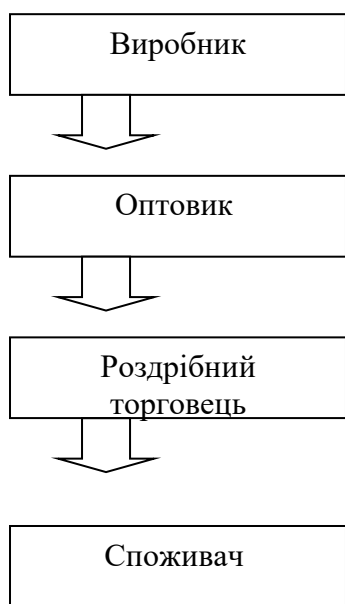 Виробник
Оптовик
Роздрібний
торговець
Споживач